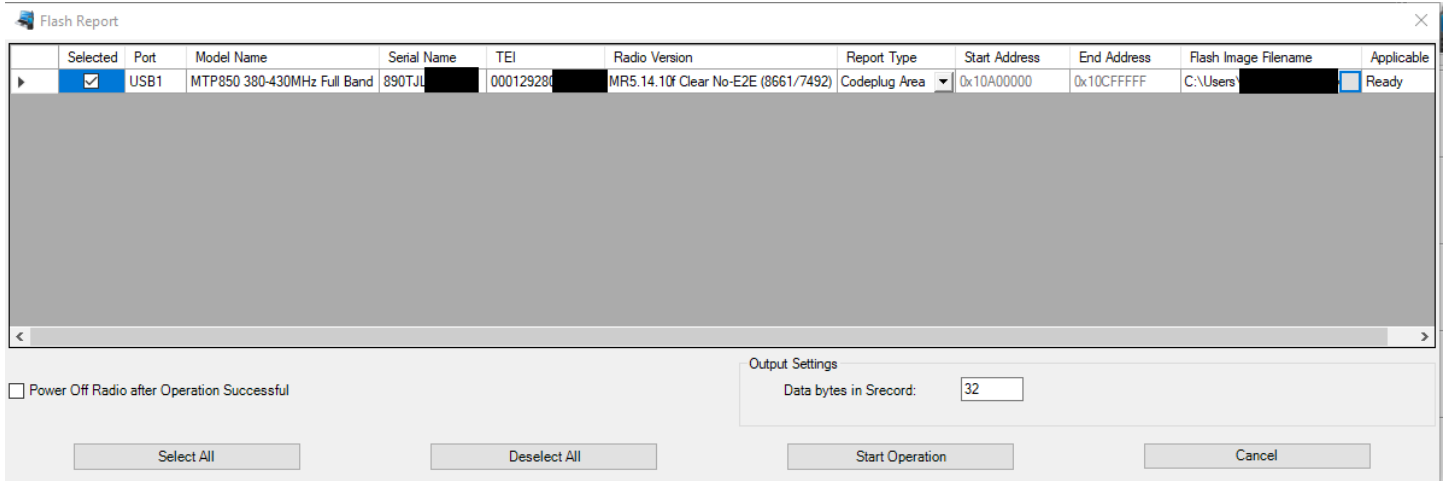 Flash Report
Selected Port Model Name Serial Name TEI Radio Version Report Type Start Address End Address Flash Image Filename Applicable
USB1 MTP850 380-430MHz Full Band 890TJL 000129280 MR5.14.10f Clear No-E2E (8661/7492) Codeplug Area 0x10A00000 0x10CFFFFF C:\Users\ Ready
Output Settings
Power Off Radio after Operation Successful Data bytes in Srecord: 32
Select All Deselect All Start Operation Cancel